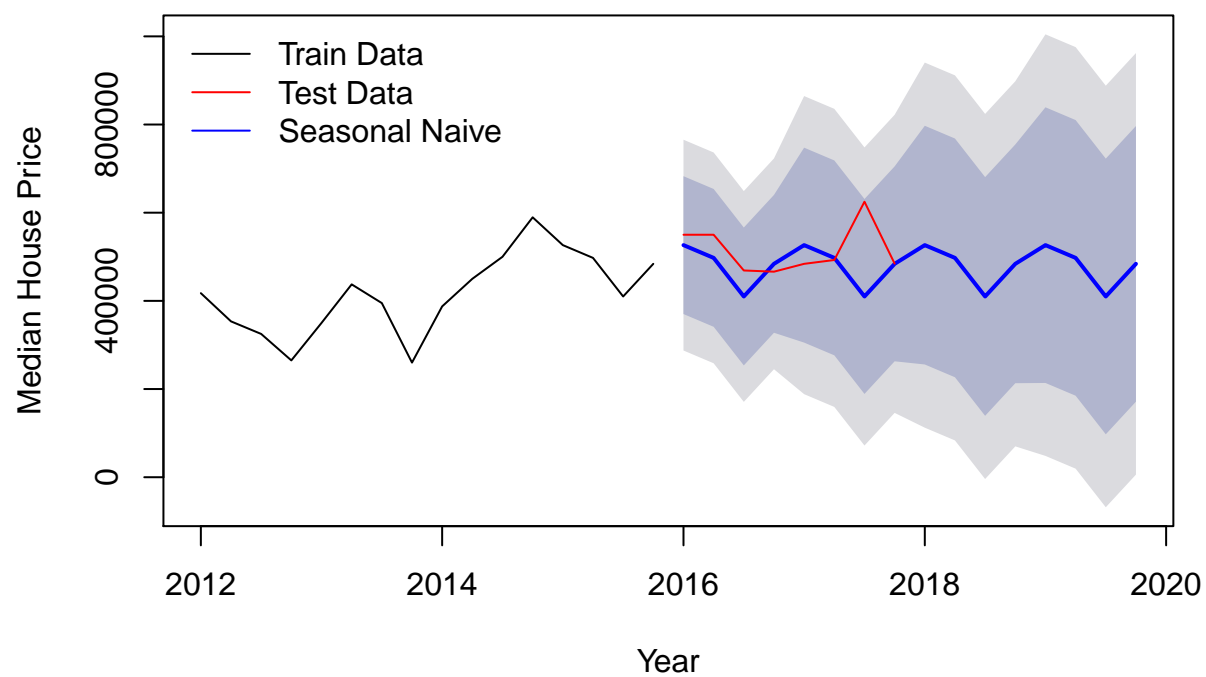 Train Data
Test Data
Seasonal Naive
Median House Price
800000
400000
0
2012 2014 2016 2018 2020
Year